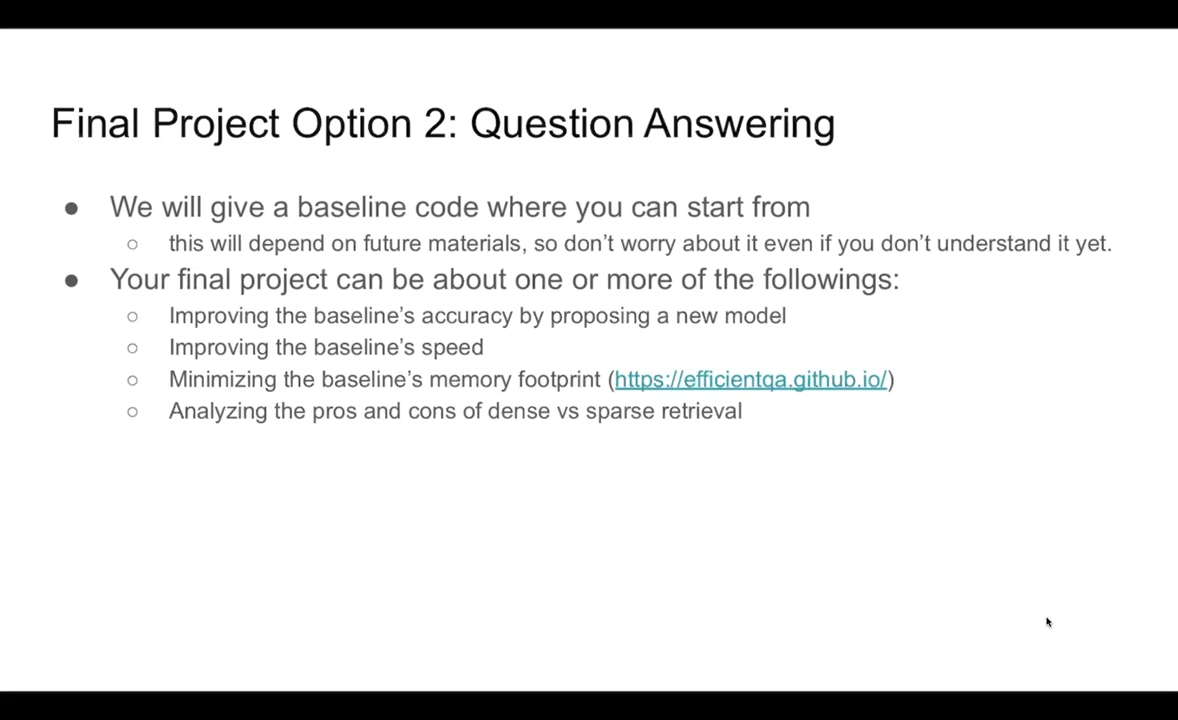 Final Project Option 2: Question Answering
● We will give a baseline code where you can start from
○ this will depend on future materials, so don’t worry about it even if you don’t understand it yet.
● Your final project can be about one or more of the followings:
○ Improving the baseline’s accuracy by proposing a new model
○ Improving the baseline’s speed
○ Minimizing the baseline’s memory footprint (https://efficientqa.github.io/)
○ Analyzing the pros and cons of dense vs sparse retrieval